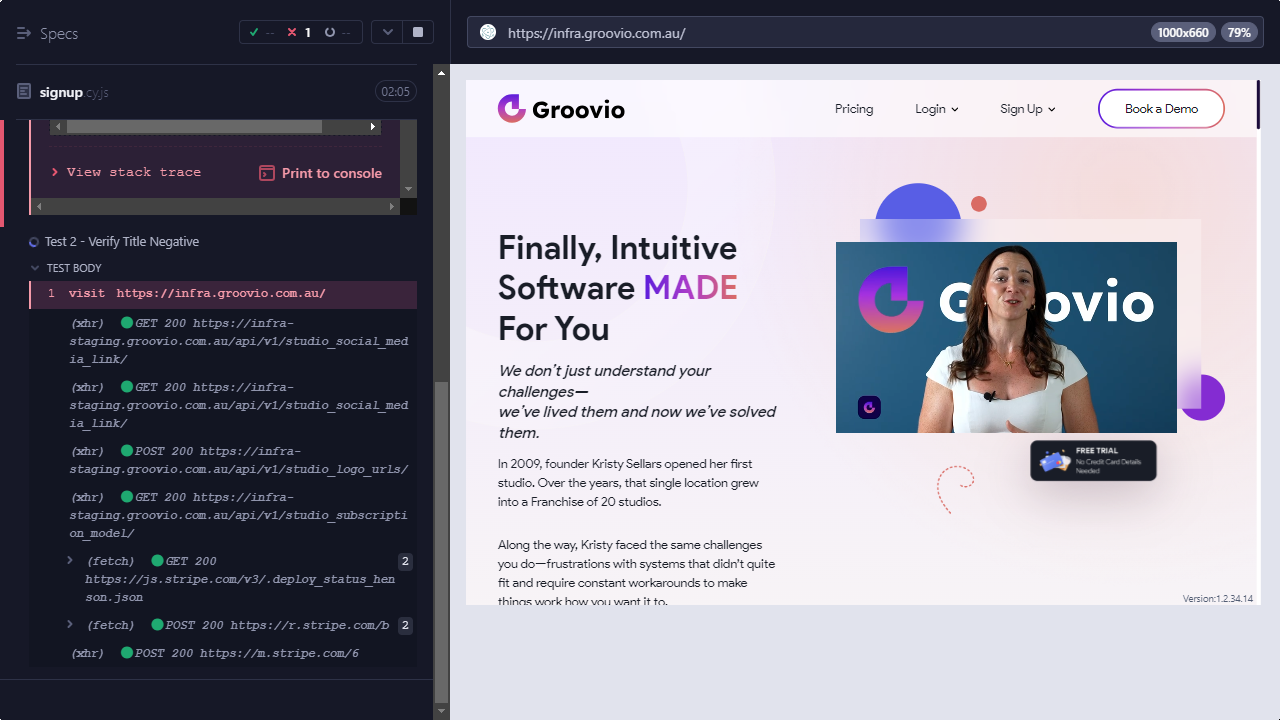 Specs
-- 1 --
signup.cy.js 02:05
View stack trace Print to console
Test 2 - Verify Title Negative
TEST BODY
1 visit https://infra.groovio.com.au/
(xhr) GET 200 https://infra-
staging.groovio.com.au/api/v1/studio_social_med
ia_link/
(xhr) GET 200 https://infra-
staging.groovio.com.au/api/v1/studio_social_med
ia_link/
(xhr) POST 200 https://infra-
staging.groovio.com.au/api/v1/studio_logo_urls/
(xhr) GET 200 https://infra-
staging.groovio.com.au/api/v1/studio_subscripti
on_model/
(fetch) GET 200 2
https://js.stripe.com/v3/.deploy_status_hen
son.json
(fetch) POST 200 https://r.stripe.com/b 2
(xhr) POST 200 https://m.stripe.com/6
https://infra.groovio.com.au/ 1000x660 79%
Groovio Pricing Login Sign Up Book a Demo
Finally, Intuitive
Software MADE
For You
We don't just understand your
challenges—
we've lived them and now we've solved
them.
In 2009, founder Kristy Sellars opened her first
studio. Over the years, that single location grew
into a Franchise of 20 studios.
Along the way, Kristy faced the same challenges
you do—frustrations with systems that didn't quite
fit and require constant workarounds to make
things work how you want it to.
G ovio
FREE TRIAL
No Credit Card Details
Needed
Version:1.2.34.14